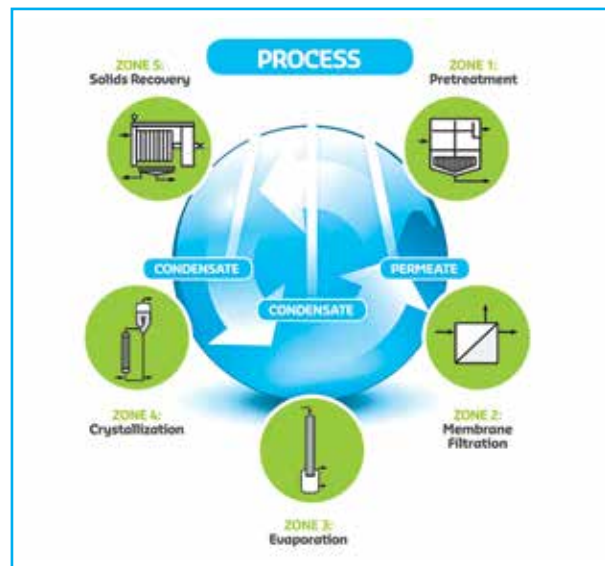 PROCESS
ZONE 5:
Solids Recovery
ZONE 1:
Pretreatment
CONDENSATE
PERMEATE
CONDENSATE
ZONE 4:
Crystallization
ZONE 2:
Membrane
Filtration
ZONE 3:
Evaporation